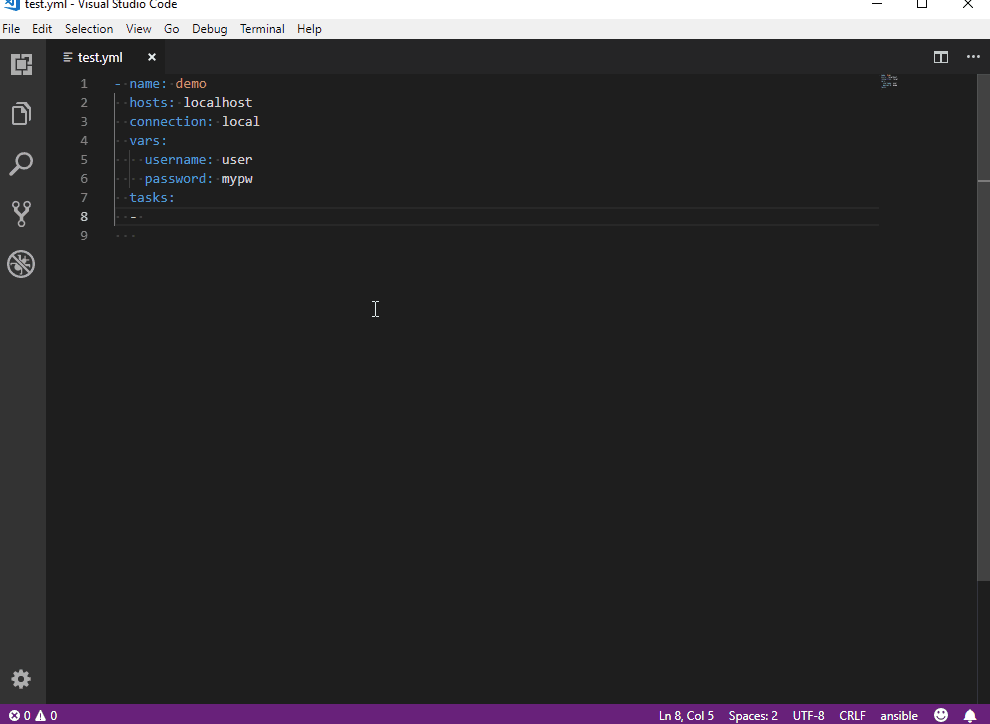 test.yml - Visual Studio Code
File Edit Selection View Go Debug Terminal Help
test.yml
1 - name: demo
2 hosts: localhost
3 connection: local
4 vars:
5 username: user
6 password: mypw
7 tasks:
8 -
9
0 0 Ln 8, Col 5 Spaces: 2 UTF-8 CRLF ansible